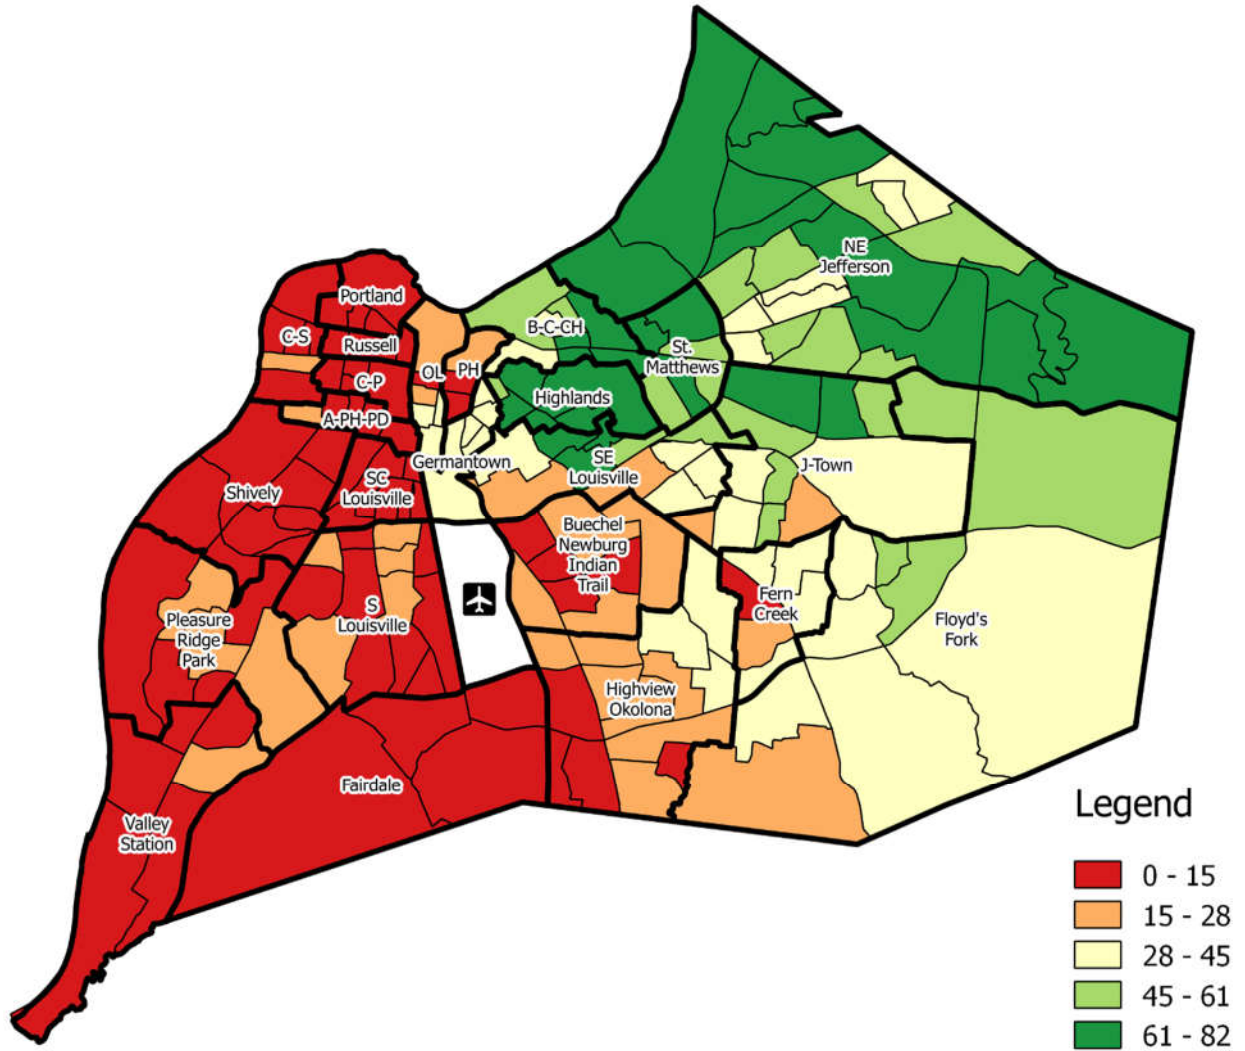 Portland
C-S
Russell
C-P
A-PH-PD
OL
PH
B-C-CH
St.
Matthews
NE
Jefferson
Highlands
Germantown
SE
Louisville
J-Town
Shively
SC
Louisville
Buechel
Newburg
Indian
Trail
Pleasure
Ridge
Park
S
Louisville
Fern
Creek
Floyd's
Fork
Highview
Okolona
Fairdale
Valley
Station
Legend
0 - 15
15 - 28
28 - 45
45 - 61
61 - 82